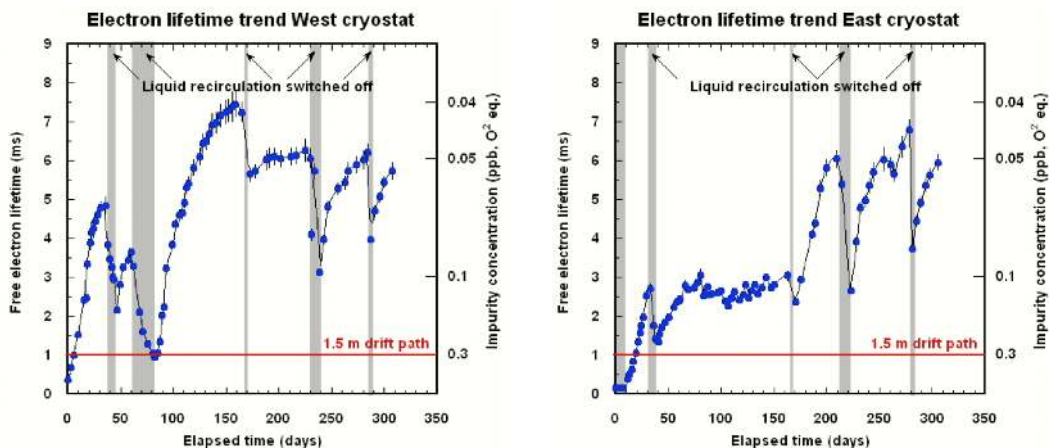 Electron lifetime trend West cryostat
9
8
7
6
5
4
3
2
1
0
Free electron lifetime (ms)
Liquid recirculation switched off
1.5 m drift path
0.04
0.05
0.1
0.3
Impurity concentration (ppb. O² eq.)
0 50 100 150 200 250 300 350
Elapsed time (days)
Electron lifetime trend East cryostat
9
8
7
6
5
4
3
2
1
0
Free electron lifetime (ms)
Liquid recirculation switched off
1.5 m drift path
0.04
0.05
0.1
0.3
Impurity concentration (ppb. O² eq.)
0 50 100 150 200 250 300 350
Elapsed time (days)